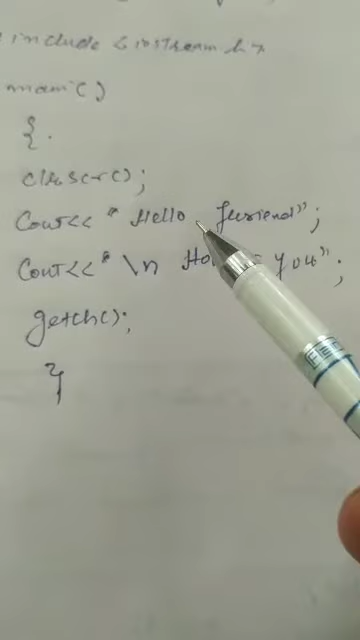 include <iostream.h>
main()
{.
clrscr();
Cout<< " Hello friend";
Cout<<" \n you";
getch();
}